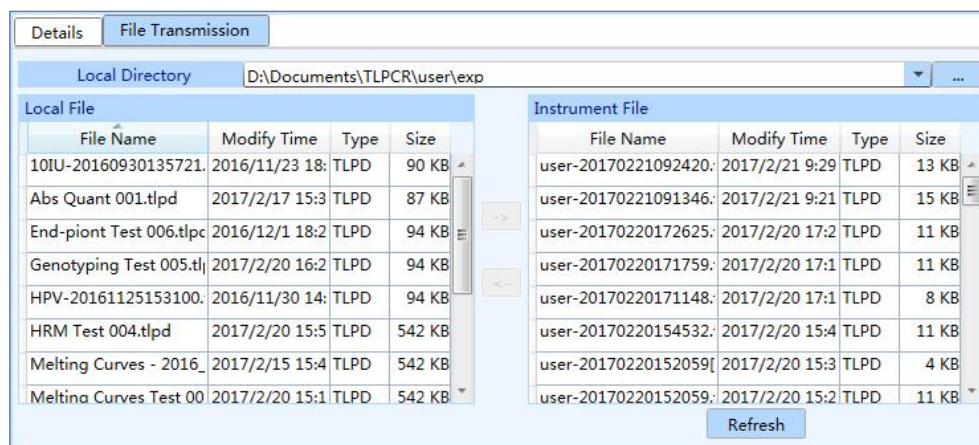 Details File Transmission
Local Directory D:\Documents\TLPCR\user\exp ...
Local File Instrument File
File Name Modify Time Type Size File Name Modify Time Type Size
10IU-20160930135721. 2016/11/23 18: TLPD 90 KB user-20170221092420. 2017/2/21 9:29 TLPD 13 KB
Abs Quant 001.tlpd 2017/2/17 15:3 TLPD 87 KB user-20170221091346. 2017/2/21 9:21 TLPD 15 KB
->
End-piont Test 006.tlpc 2016/12/1 18:2 TLPD 94 KB user-20170220172625. 2017/2/20 17:2 TLPD 11 KB
Genotyping Test 005.tl 2017/2/20 16:2 TLPD 94 KB user-20170220171759. 2017/2/20 17:1 TLPD 11 KB
<-
HPV-20161125153100. 2016/11/30 14: TLPD 94 KB user-20170220171148. 2017/2/20 17:1 TLPD 8 KB
HRM Test 004.tlpd 2017/2/20 15:5 TLPD 542 KB user-20170220154532. 2017/2/20 15:4 TLPD 11 KB
Melting Curves - 2016_ 2017/2/15 15:4 TLPD 542 KB user-20170220152059[ 2017/2/20 15:3 TLPD 4 KB
Melting Curves Test 00 2017/2/20 15:1 TLPD 542 KB user-20170220152059. 2017/2/20 15:2 TLPD 11 KB
Refresh